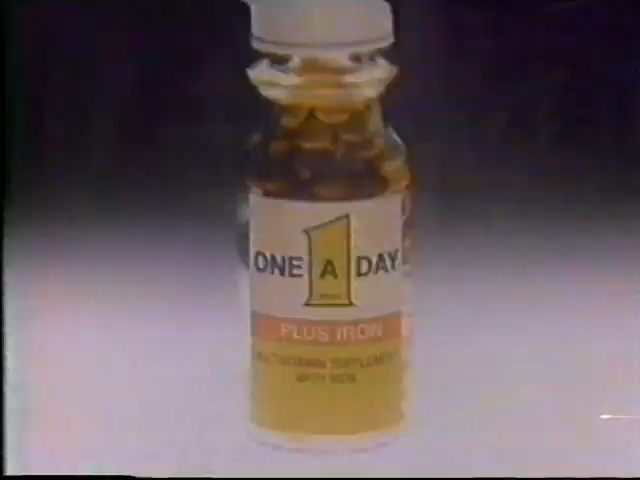 ONE A DAY
PLUS IRON
MULTIVITAMIN SUPPLEMENT
WITH IRON